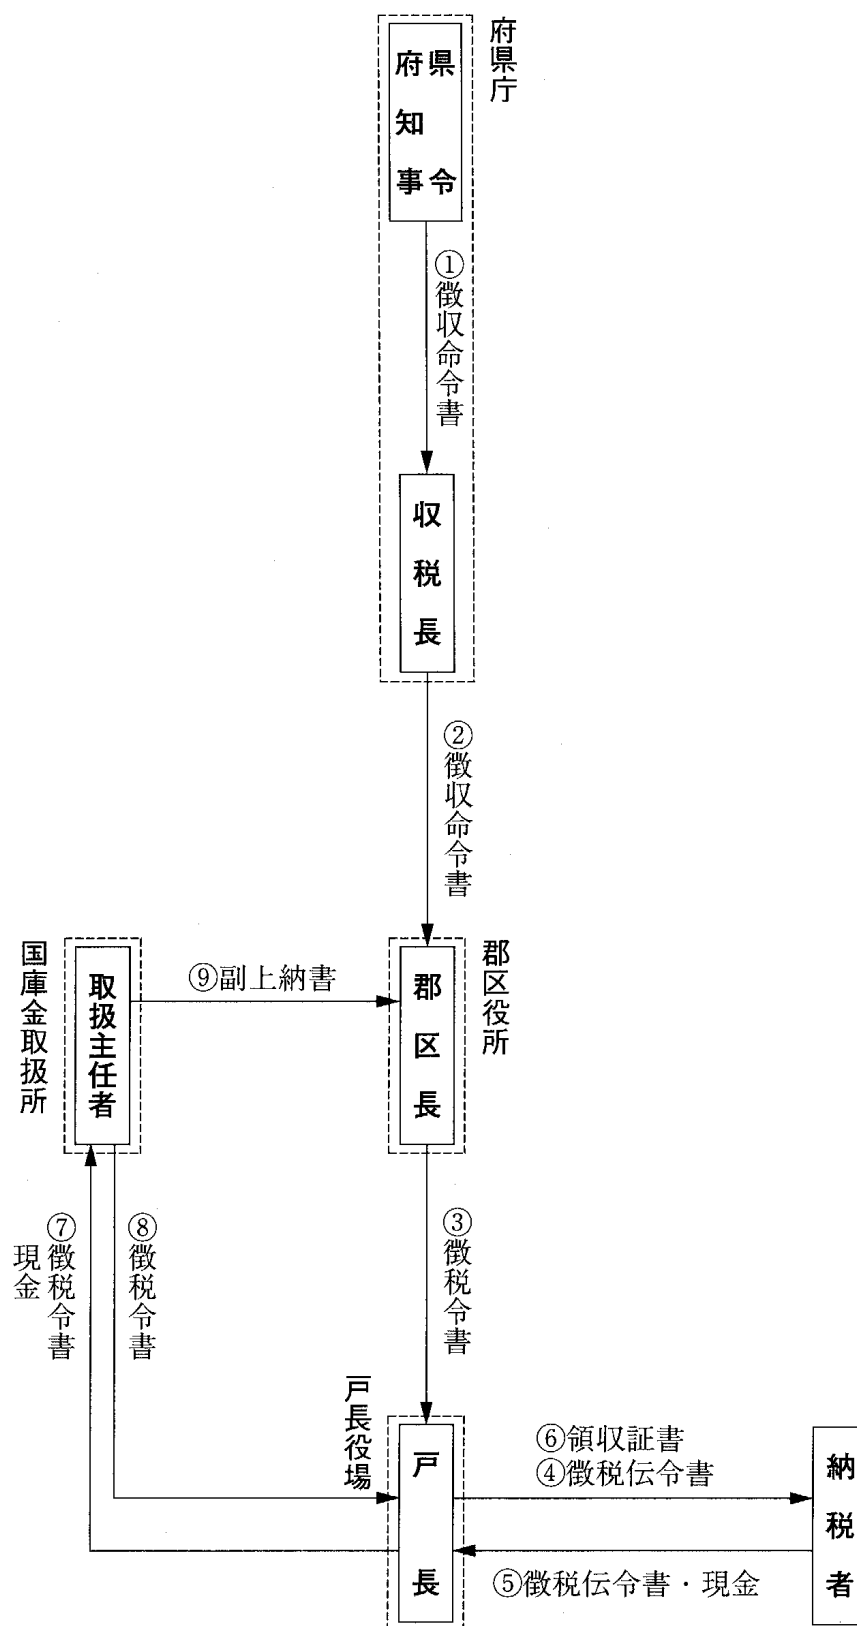 府県庁
府知事
県令
①徴収命令書
収税長
②徴収命令書
郡区役所
郡区長
国庫金取扱所
取扱主任者
⑨副上納書
③徴税令書
⑦徴税令書
現金
⑧徴税令書
戸長役場
戸長
⑥領収証書
④徴税伝令書
⑤徴税伝令書・現金
納税者